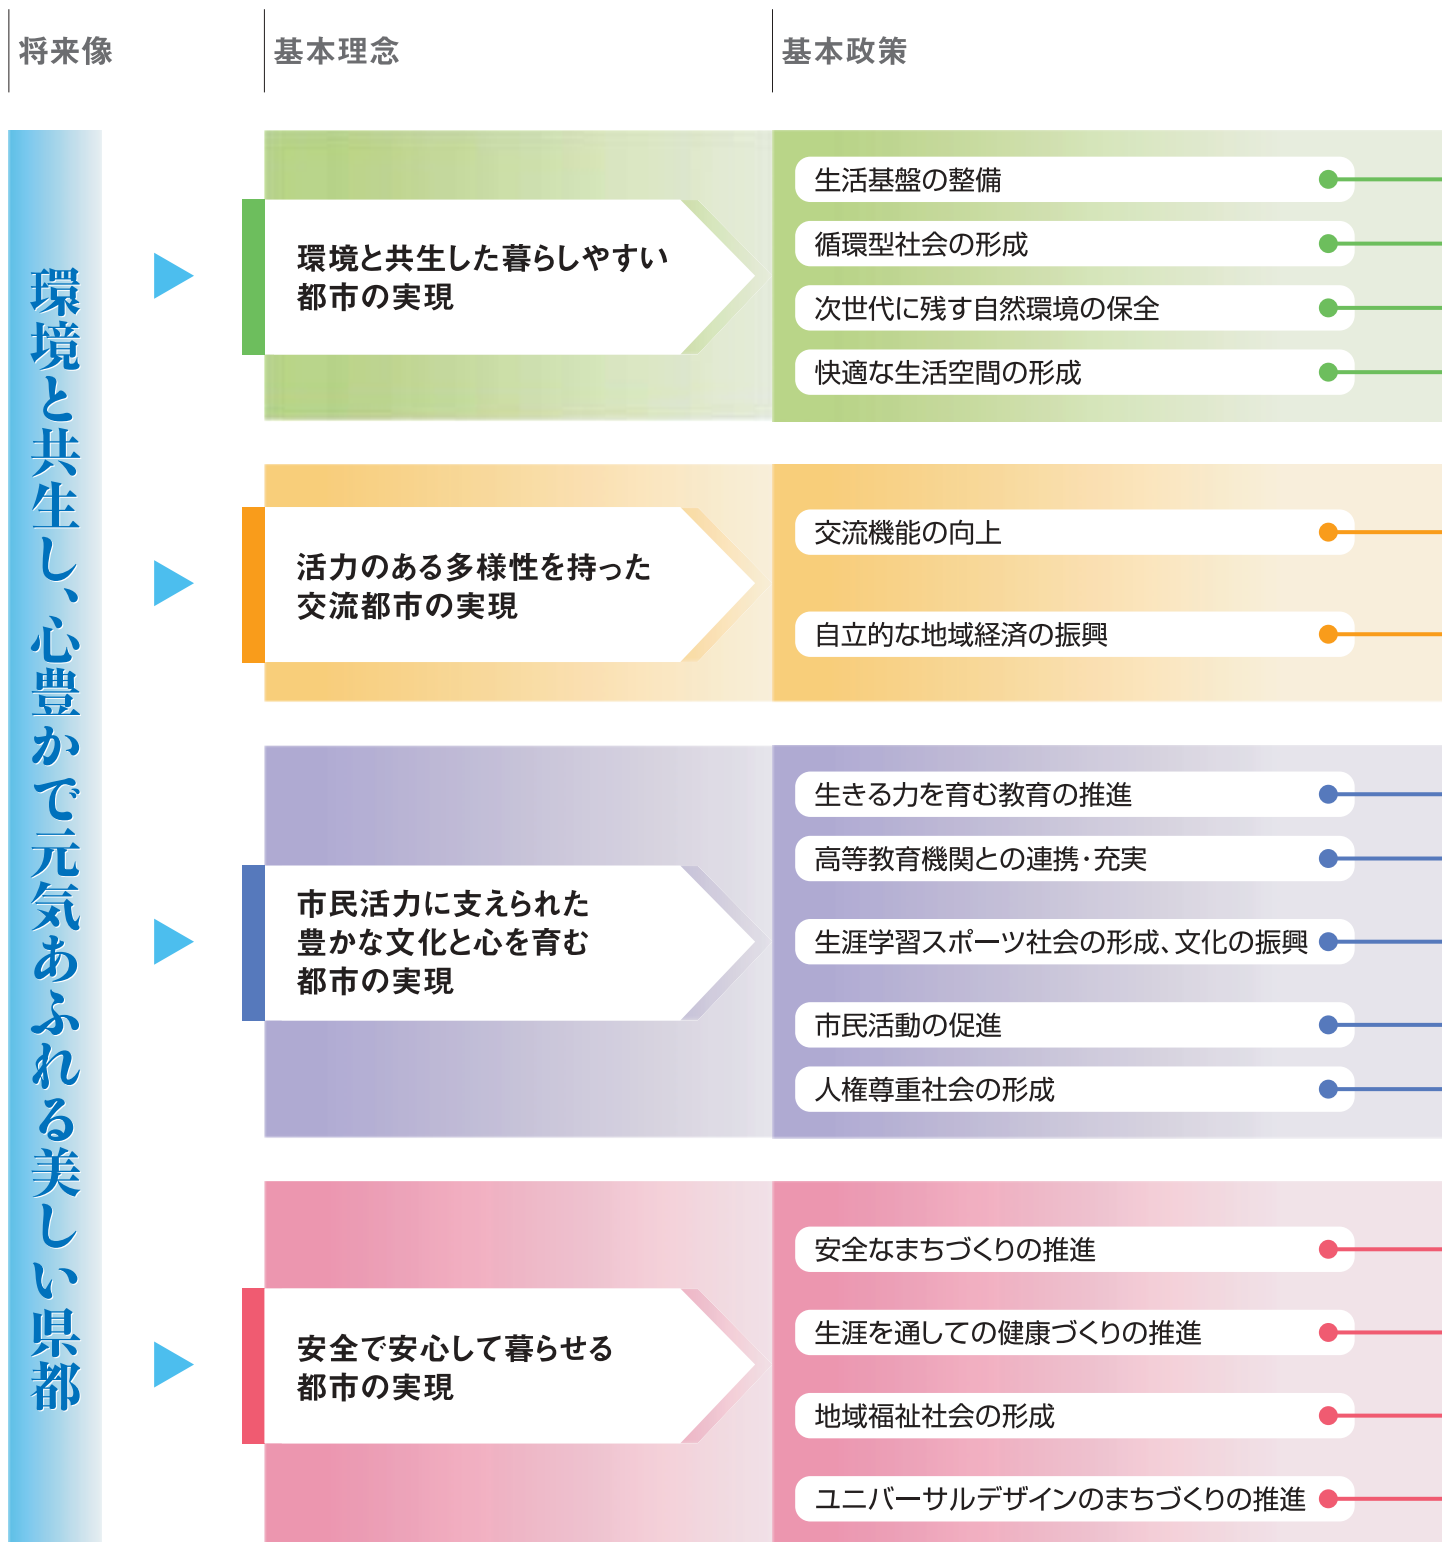 将来像
基本理念
基本政策
環境と共生し、心豊かで元気あふれる美しい県都
環境と共生した暮らしやすい
都市の実現
生活基盤の整備
循環型社会の形成
次世代に残す自然環境の保全
快適な生活空間の形成
活力のある多様性を持った
交流都市の実現
交流機能の向上
自立的な地域経済の振興
市民活力に支えられた
豊かな文化と心を育む
都市の実現
生きる力を育む教育の推進
高等教育機関との連携・充実
生涯学習スポーツ社会の形成、文化の振興
市民活動の促進
人権尊重社会の形成
安全で安心して暮らせる
都市の実現
安全なまちづくりの推進
生涯を通しての健康づくりの推進
地域福祉社会の形成
ユニバーサルデザインのまちづくりの推進